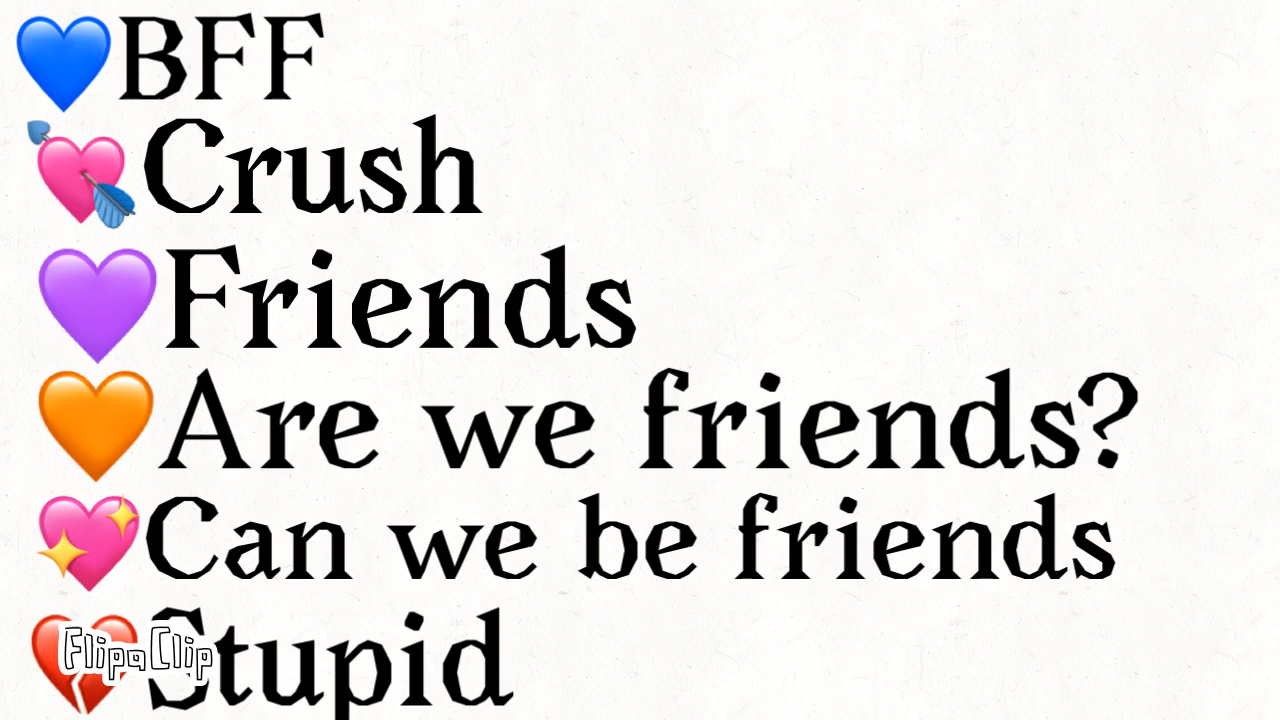 💙BFF
💘Crush
💜Friends
🧡Are we friends?
💖Can we be friends
💔Stupid
FlipaClip